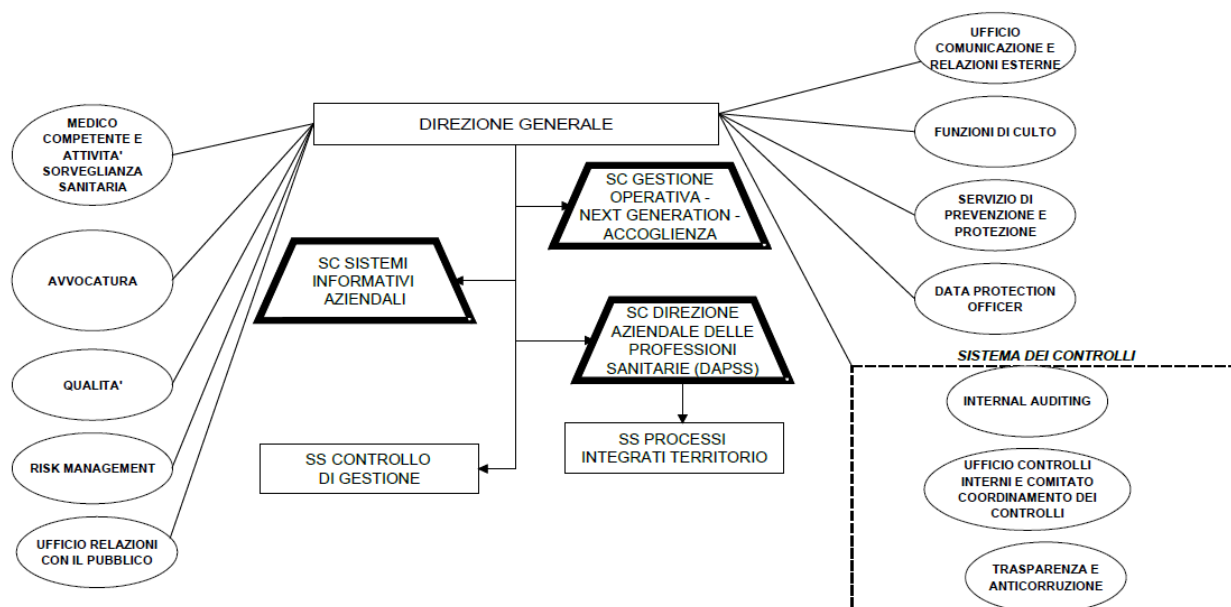 UFFICIO
COMUNICAZIONE E
RELAZIONI ESTERNE
DIREZIONE GENERALE
MEDICO
COMPETENTE E
ATTIVITA'
SORVEGLIANZA
SANITARIA
FUNZIONI DI CULTO
SC GESTIONE
OPERATIVA -
NEXT GENERATION -
ACCOGLIENZA
SERVIZIO DI
PREVENZIONE E
PROTEZIONE
AVVOCATURA
SC SISTEMI
INFORMATIVI
AZIENDALI
DATA PROTECTION
OFFICER
SC DIREZIONE
AZIENDALE DELLE
PROFESSIONI
SANITARIE (DAPSS)
SISTEMA DEI CONTROLLI
QUALITA'
INTERNAL AUDITING
SS PROCESSI
INTEGRATI TERRITORIO
RISK MANAGEMENT
SS CONTROLLO
DI GESTIONE
UFFICIO CONTROLLI
INTERNI E COMITATO
COORDINAMENTO DEI
CONTROLLI
UFFICIO RELAZIONI
CON IL PUBBLICO
TRASPARENZA E
ANTICORRUZIONE